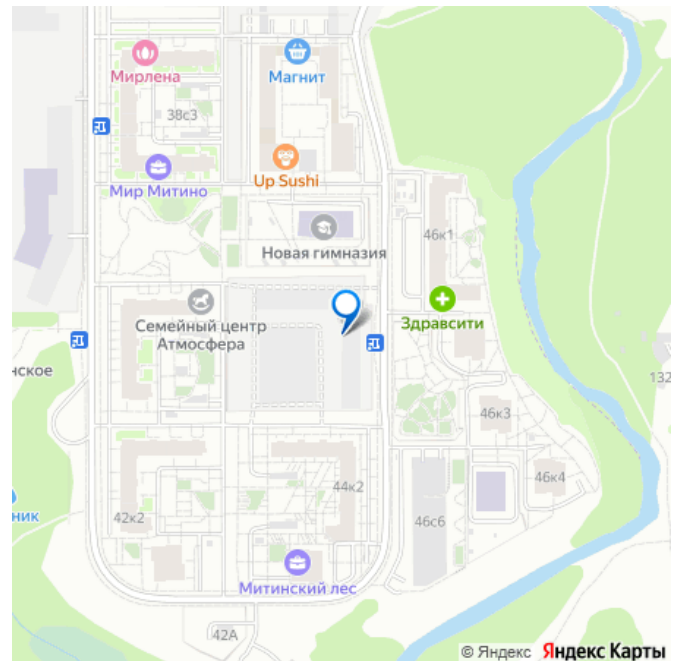 Мирлена
Магнит
38с3
Up Sushi
Мир Митино
46к1
Новая гимназия
Здравсити
Семейный центр
Атмосфера
нское
132
46к3
44к2
46к4
42к2
ник
46с6
Митинский лес
42А
© Яндекс Яндекс Карты